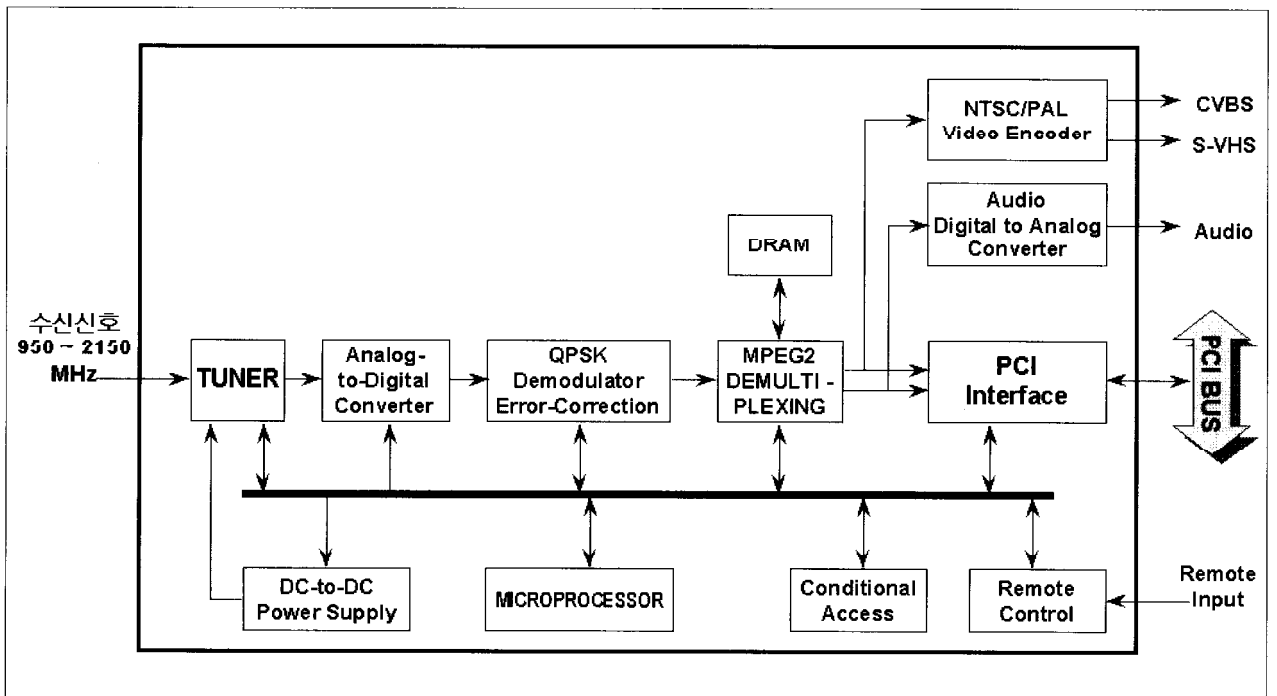 NTSC/PAL
Video Encoder
CVBS
S-VHS
Audio
Digital to Analog
Converter
Audio
DRAM
수신신호
950 ~ 2150
MHz
TUNER
Analog-
to-Digital
Converter
QPSK
Demodulator
Error-Correction
MPEG2
DEMULTI -
PLEXING
PCI
Interface
PCI BUS
DC-to-DC
Power Supply
MICROPROCESSOR
Conditional
Access
Remote
Control
Remote
Input